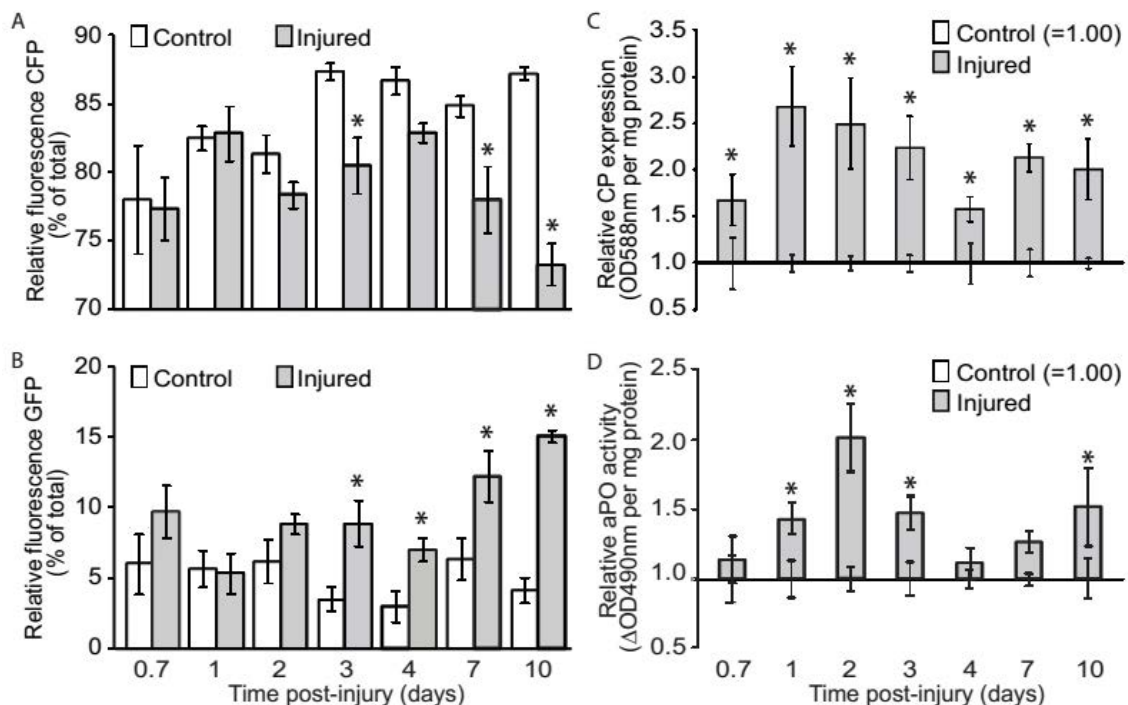 A
Relative fluorescence CFP
(% of total)
90
85
80
75
70
Control
Injured
* * *
B
Relative fluorescence GFP
(% of total)
20
15
10
5
0
Control
Injured
* * * *
0.7 1 2 3 4 7 10
Time post-injury (days)
C
Relative CP expression
(OD588nm per mg protein)
3.5
3.0
2.5
2.0
1.5
1.0
0.5
Control (=1.00)
Injured
* * * * * * *
D
Relative aPO activity
(ΔOD490nm per mg protein)
2.5
2.0
1.5
1.0
0.5
Control (=1.00)
Injured
* * * *
0.7 1 2 3 4 7 10
Time post-injury (days)